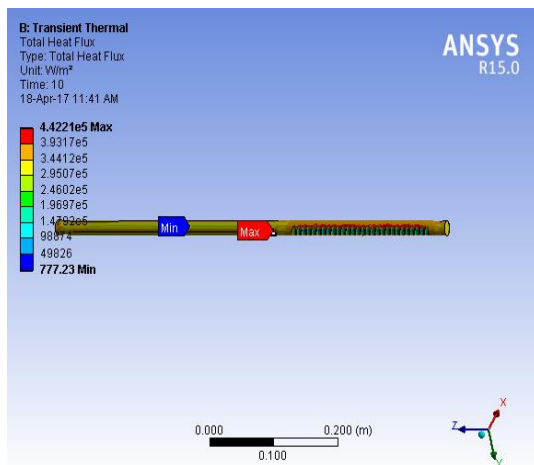 B: Transient Thermal
Total Heat Flux
Type: Total Heat Flux
Unit: W/m²
Time: 10
18-Apr-17 11:41 AM
ANSYS
R15.0
4.4221e5 Max
3.9317e5
3.4412e5
2.9507e5
2.4602e5
1.9697e5
1.4792e5
98874
49826
777.23 Min
Min
Max
0.000
0.200 (m)
0.100
X
Z
Y